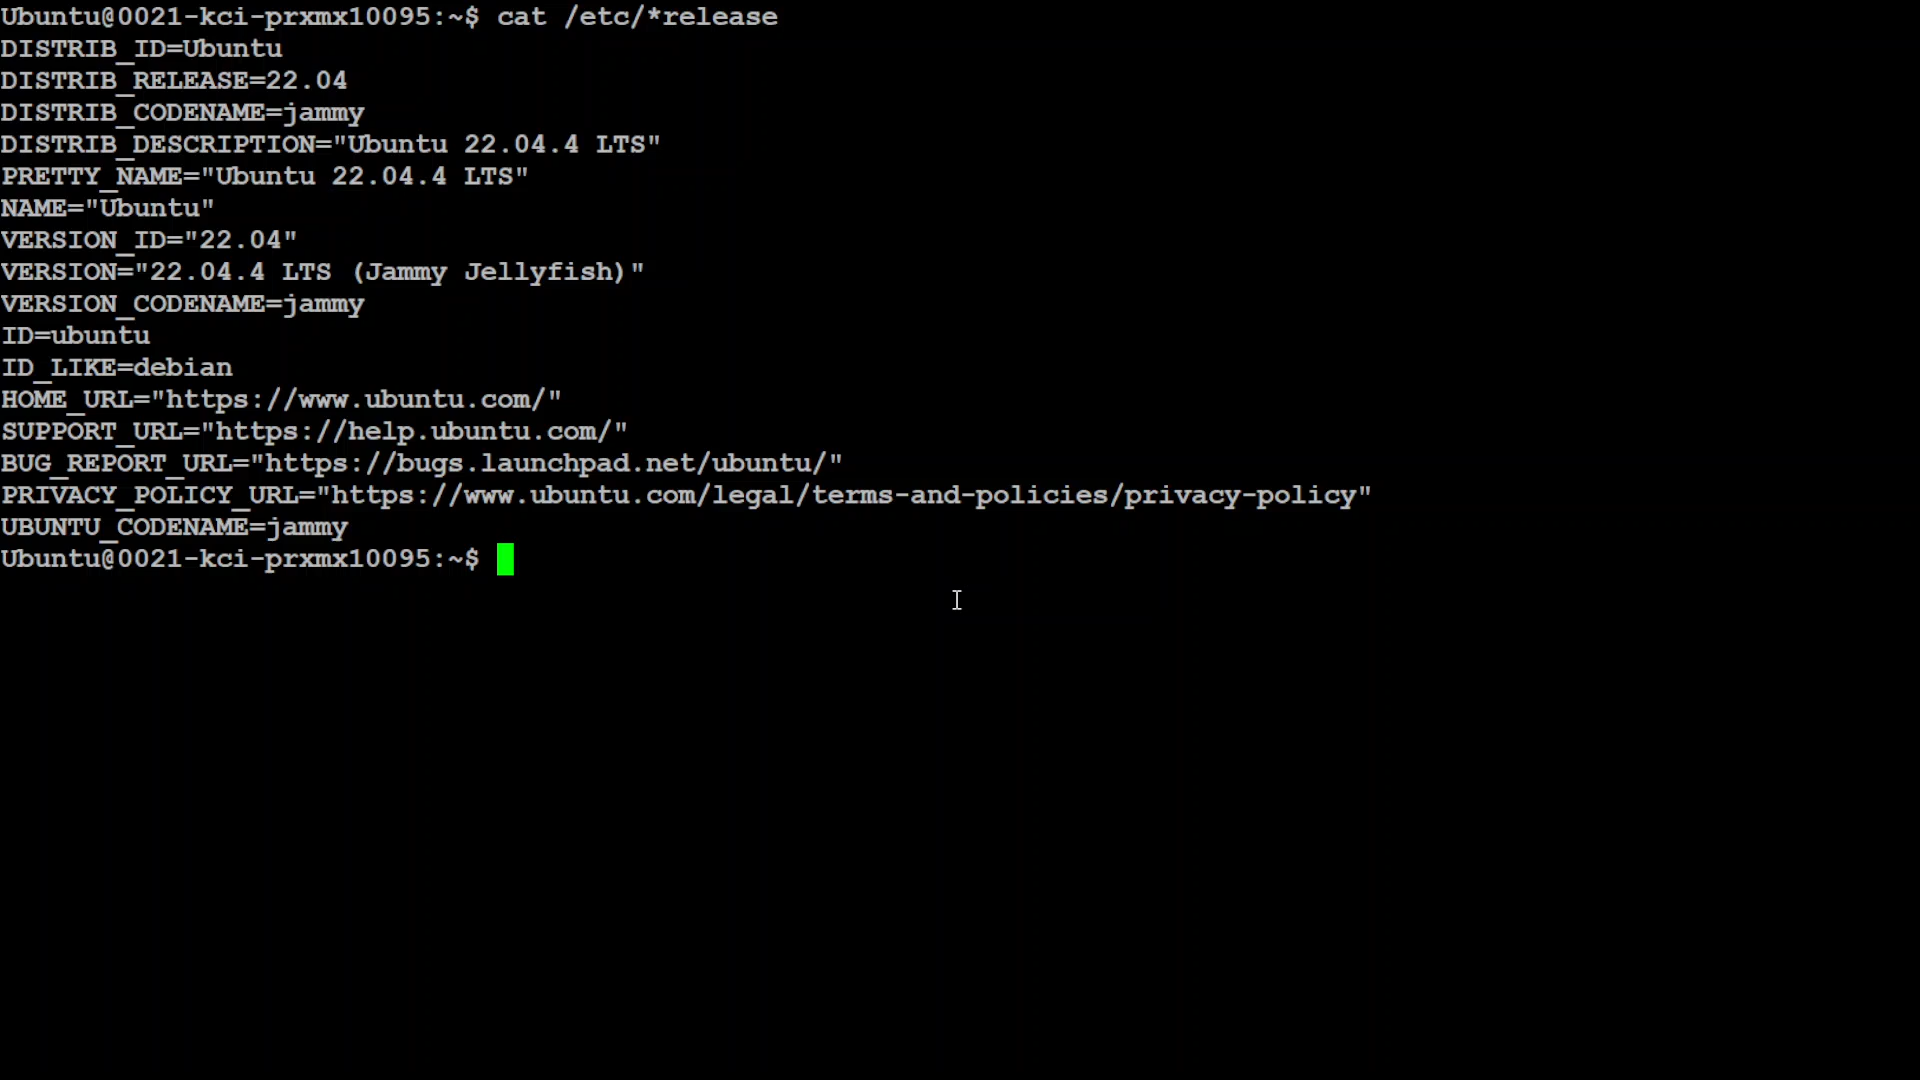 Ubuntu@0021-kci-prxmx10095:~$ cat /etc/*release
DISTRIB_ID=Ubuntu
DISTRIB_RELEASE=22.04
DISTRIB_CODENAME=jammy
DISTRIB_DESCRIPTION="Ubuntu 22.04.4 LTS"
PRETTY_NAME="Ubuntu 22.04.4 LTS"
NAME="Ubuntu"
VERSION_ID="22.04"
VERSION="22.04.4 LTS (Jammy Jellyfish)"
VERSION_CODENAME=jammy
ID=ubuntu
ID_LIKE=debian
HOME_URL="https://www.ubuntu.com/"
SUPPORT_URL="https://help.ubuntu.com/"
BUG_REPORT_URL="https://bugs.launchpad.net/ubuntu/"
PRIVACY_POLICY_URL="https://www.ubuntu.com/legal/terms-and-policies/privacy-policy"
UBUNTU_CODENAME=jammy
Ubuntu@0021-kci-prxmx10095:~$